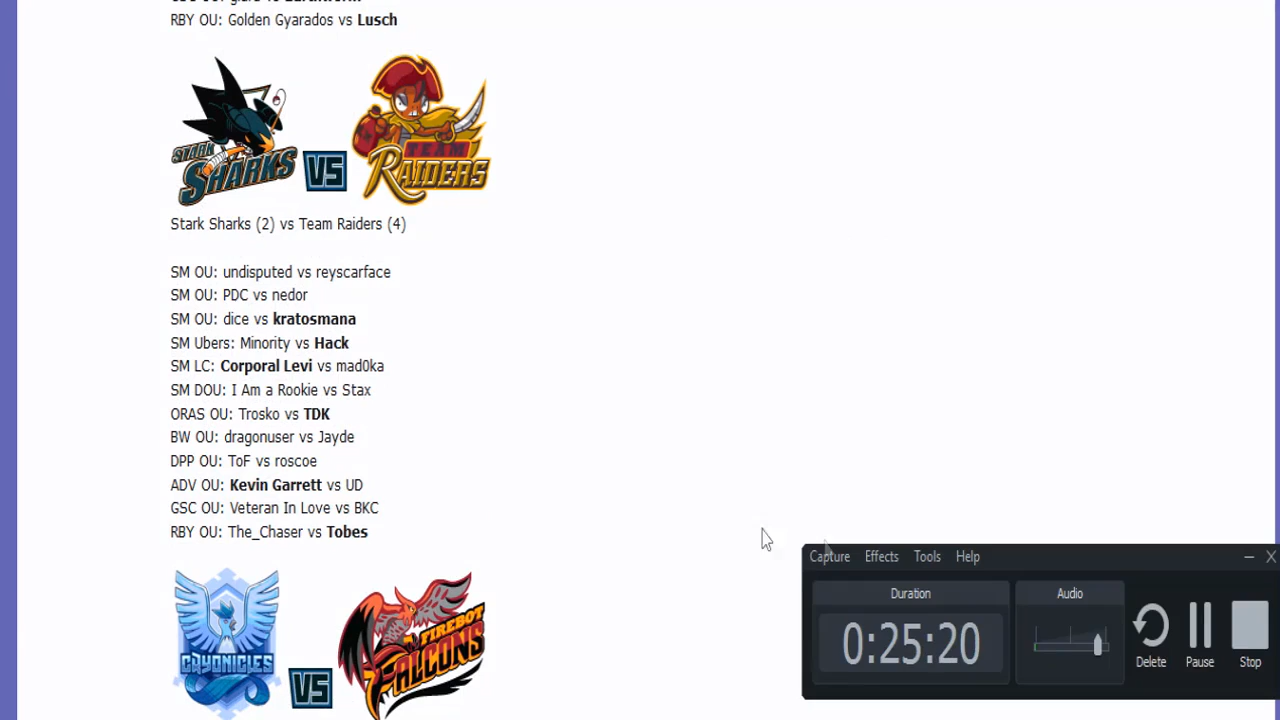 RBY OU: Golden Gyarados vs Lusch
STARK SHARKS
VS
TEAM RAIDERS
Stark Sharks (2) vs Team Raiders (4)
SM OU: undisputed vs reyscarface
SM OU: PDC vs nedor
SM OU: dice vs kratosmana
SM Ubers: Minority vs Hack
SM LC: Corporal Levi vs mad0ka
SM DOU: I Am a Rookie vs Stax
ORAS OU: Trosko vs TDK
BW OU: dragonuser vs Jayde
DPP OU: ToF vs roscoe
ADV OU: Kevin Garrett vs UD
GSC OU: Veteran In Love vs BKC
RBY OU: The_Chaser vs Tobes
CRYONICLES
VS
FIREBOT FALCONS
Capture Effects Tools Help
Duration
Audio
0:25:20
Delete Pause Stop